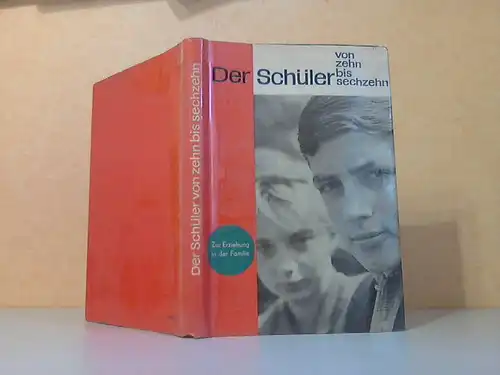 Der Schüler von zehn bis sechzehn
Der Schüler
von
zehn
bis
sechzehn
Zur Erziehung
in der Familie